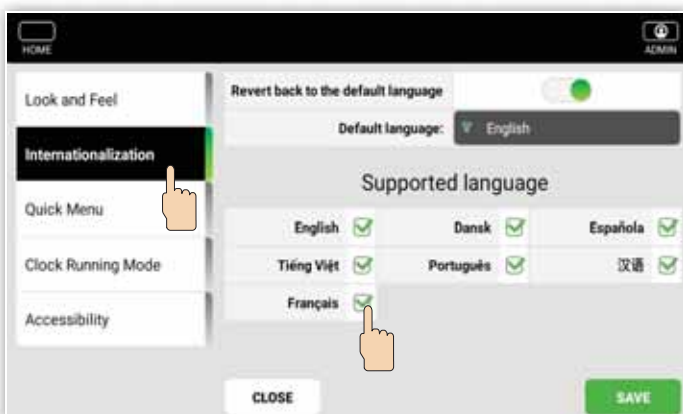 HOME
ADMIN
Look and Feel
Internationalization
Quick Menu
Clock Running Mode
Accessibility
Revert back to the default language
Default language: English
Supported language
English Dansk Española
Tiếng Việt Português 汉语
Français
CLOSE SAVE